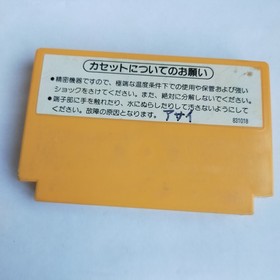 カセットについてのお願い
●精密機器ですので、極端な温度条件下での使用や保管および強い
ショックをさけてください。また、絶対に分解しないでください。
●端子部に手を触れたり、水にぬらしたりして汚さないようにして
ください。故障の原因となります。 アサイ
831018